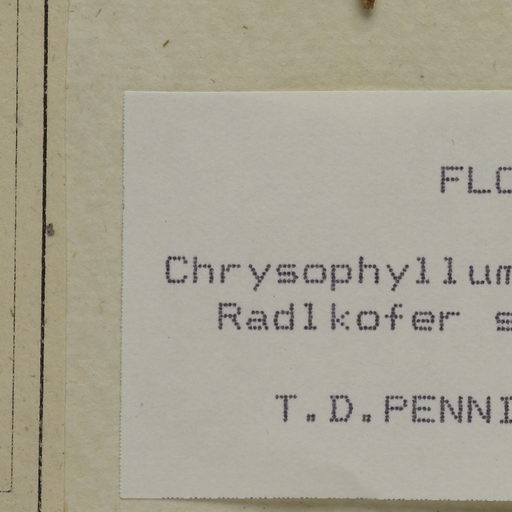 FLO
Chrysophyllum
Radlkofer s
T.D.PENNI